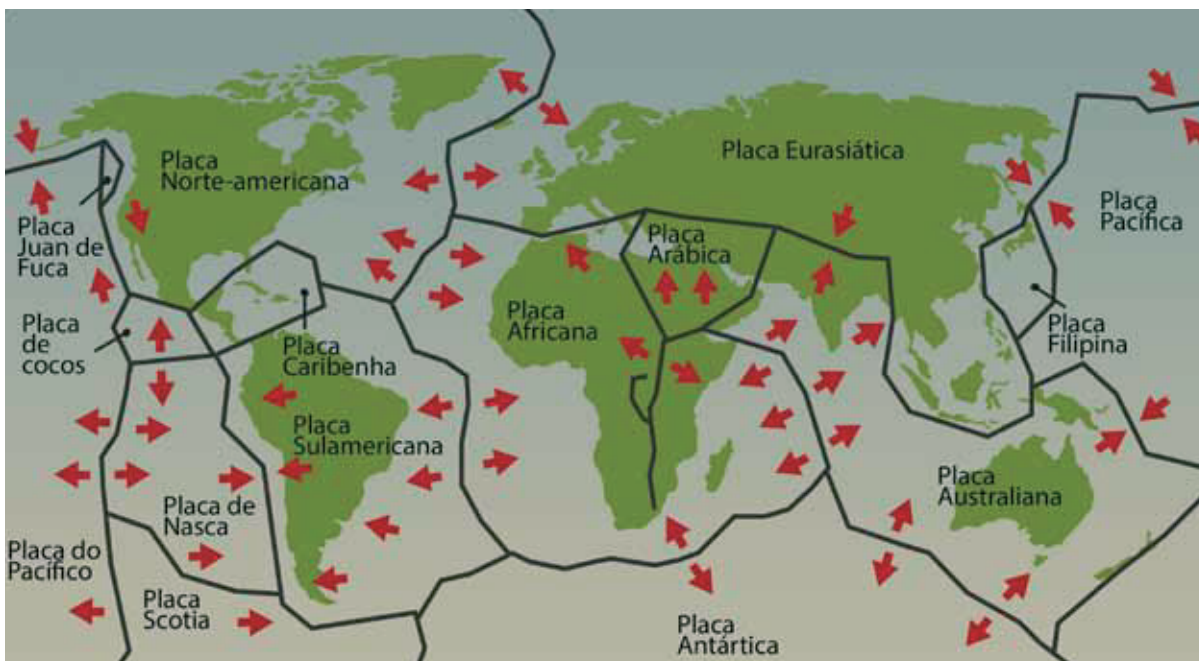 Placa
Norte-americana
Placa Eurasiática
Placa
Pacífica
Placa
Juan de
Fuca
Placa
Arábica
Placa
de
cocos
Placa
Caribenha
Placa
Africana
Placa
Filipina
Placa
Sulamericana
Placa
Australiana
Placa de
Nasca
Placa do
Pacífico
Placa
Scotia
Placa
Antártica